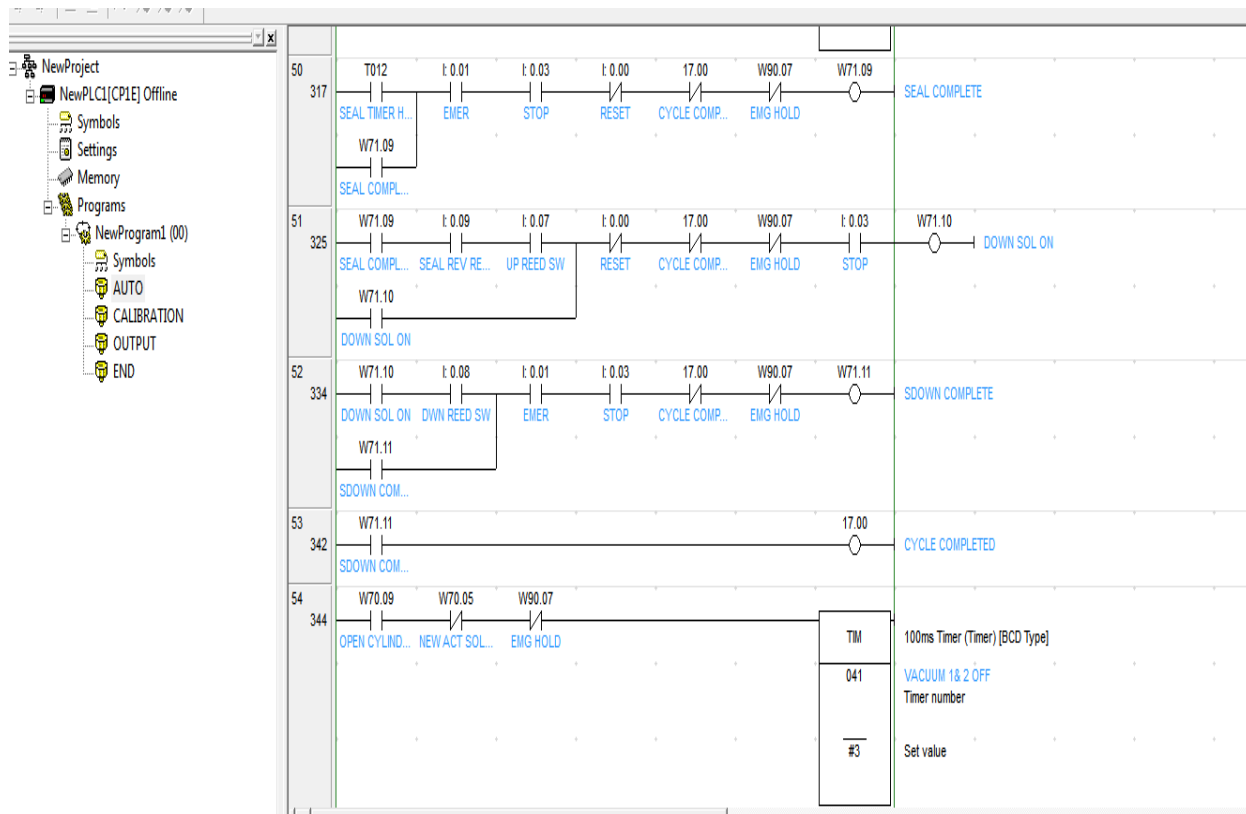 NewProject
NewPLC1[CP1E] Offline
Symbols
Settings
Memory
Programs
NewProgram1 (00)
Symbols
AUTO
CALIBRATION
OUTPUT
END
50
317
T012 I: 0.01 I: 0.03 I: 0.00 17.00 W90.07 W71.09
SEAL TIMER H... EMER STOP RESET CYCLE COMP... EMG HOLD SEAL COMPLETE
W71.09
SEAL COMPL...
51
325
W71.09 I: 0.09 I: 0.07 I: 0.00 17.00 W90.07 I: 0.03 W71.10
SEAL COMPL... SEAL REV RE... UP REED SW RESET CYCLE COMP... EMG HOLD STOP DOWN SOL ON
W71.10
DOWN SOL ON
52
334
W71.10 I: 0.08 I: 0.01 I: 0.03 17.00 W90.07 W71.11
DOWN SOL ON DWN REED SW EMER STOP CYCLE COMP... EMG HOLD SDOWN COMPLETE
W71.11
SDOWN COM...
53
342
W71.11 17.00
SDOWN COM... CYCLE COMPLETED
54
344
W70.09 W70.05 W90.07
OPEN CYLIND... NEW ACT SOL... EMG HOLD
TIM 100ms Timer (Timer) [BCD Type]
041 VACUUM 1& 2 OFF
Timer number
#3 Set value